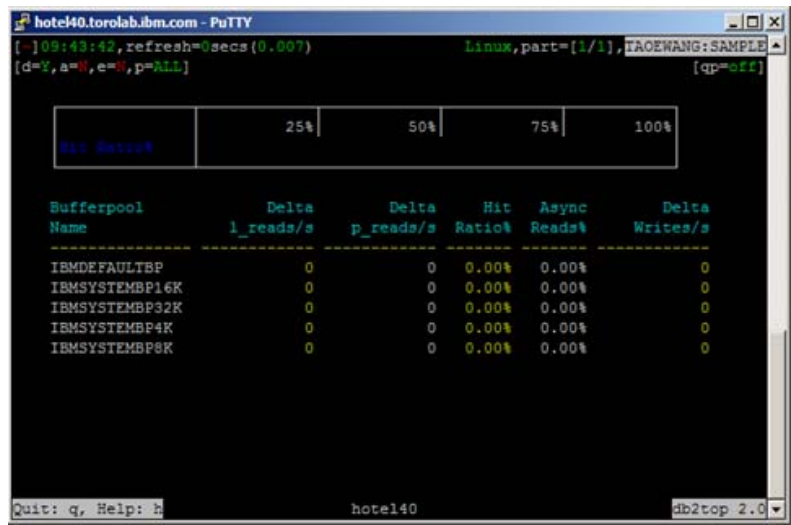 hotel40.torolab.ibm.com - PuTTY
[-]09:43:42,refresh=0secs(0.007) Linux,part=[1/1],TAOEWANG:SAMPLE
[d=Y,a=N,e=N,p=ALL] [qp=off]
25% 50% 75% 100%
Hit Ratio%
Bufferpool Delta Delta Hit Async Delta
Name l_reads/s p_reads/s Ratio% Reads% Writes/s
--------------- ------------ ------------ ------- ------- ------------
IBMDEFAULTBP 0 0 0.00% 0.00% 0
IBMSYSTEMBP16K 0 0 0.00% 0.00% 0
IBMSYSTEMBP32K 0 0 0.00% 0.00% 0
IBMSYSTEMBP4K 0 0 0.00% 0.00% 0
IBMSYSTEMBP8K 0 0 0.00% 0.00% 0
Quit: q, Help: h hotel40 db2top 2.0